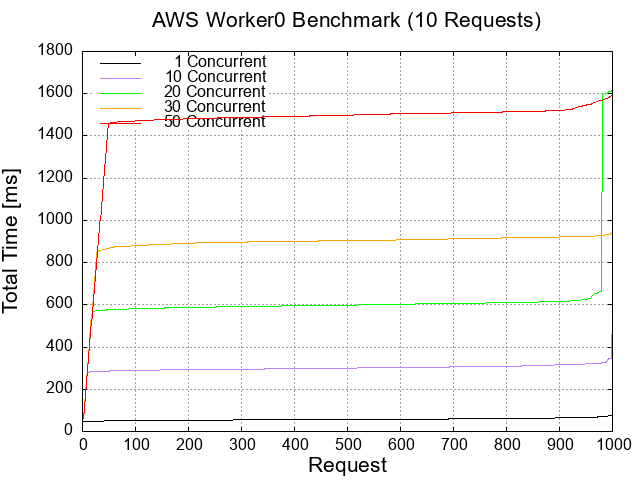 AWS Worker0 Benchmark (10 Requests)
1800
1600
1400
1200
1000
800
600
400
200
0
Total Time [ms]
1 Concurrent
10 Concurrent
20 Concurrent
30 Concurrent
50 Concurrent
0 100 200 300 400 500 600 700 800 900 1000
Request